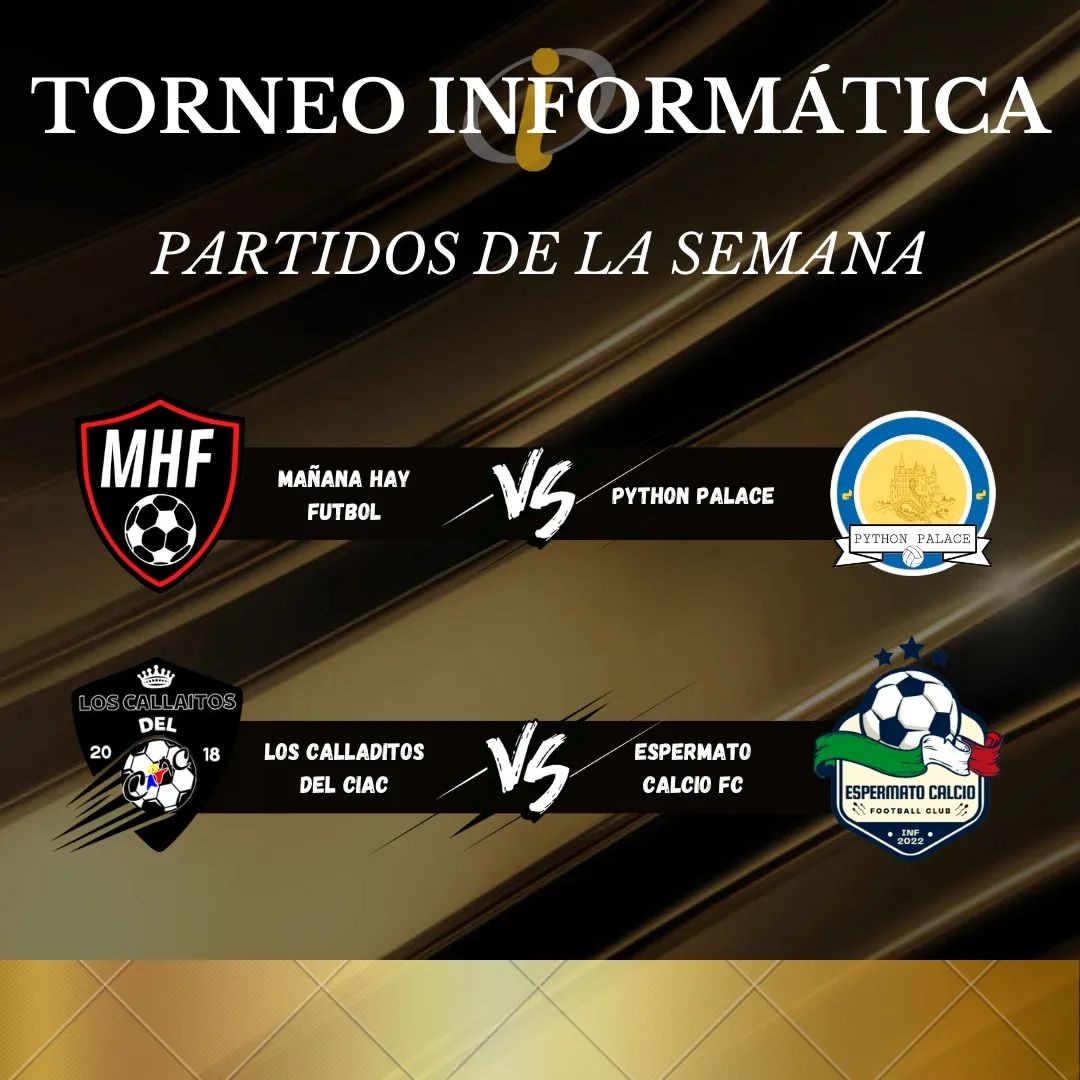 TORNEO INFORMÁTICA
PARTIDOS DE LA SEMANA
MHF
MAÑANA HAY
FUTBOL
VS
PYTHON PALACE
PYTHON PALACE
LOS CALLAITOS
DEL
20 18
CIAC
LOS CALLADITOS
DEL CIAC
VS
ESPERMATO
CALCIO FC
ESPERMATO CALCIO
FOOTBALL CLUB
INF
2022